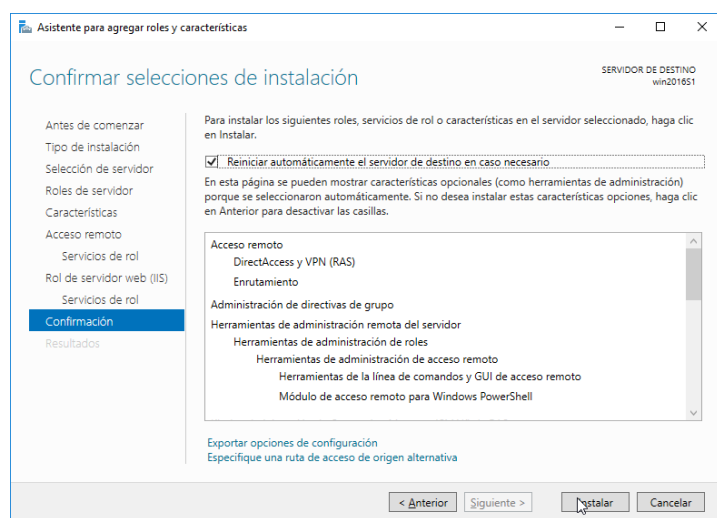 Asistente para agregar roles y características
Confirmar selecciones de instalación
SERVIDOR DE DESTINO
win2016S1
Antes de comenzar
Tipo de instalación
Selección de servidor
Roles de servidor
Características
Acceso remoto
Servicios de rol
Rol de servidor web (IIS)
Servicios de rol
Confirmación
Resultados
Para instalar los siguientes roles, servicios de rol o características en el servidor seleccionado, haga clic
en Instalar.
Reiniciar automáticamente el servidor de destino en caso necesario
En esta página se pueden mostrar características opcionales (como herramientas de administración)
porque se seleccionaron automáticamente. Si no desea instalar estas características opciones, haga clic
en Anterior para desactivar las casillas.
Acceso remoto
DirectAccess y VPN (RAS)
Enrutamiento
Administración de directivas de grupo
Herramientas de administración remota del servidor
Herramientas de administración de roles
Herramientas de administración de acceso remoto
Herramientas de la línea de comandos y GUI de acceso remoto
Módulo de acceso remoto para Windows PowerShell
Exportar opciones de configuración
Especifique una ruta de acceso de origen alternativa
< Anterior
Siguiente >
Instalar
Cancelar